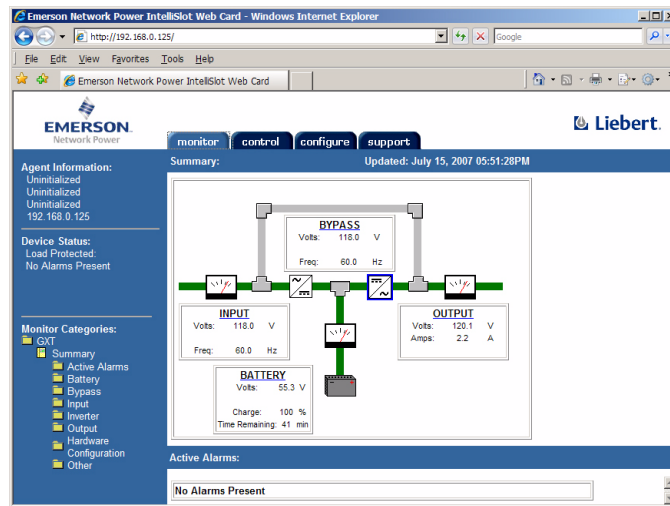 Emerson Network Power IntelliSlot Web Card - Windows Internet Explorer
http://192.168.0.125/
Google
File Edit View Favorites Tools Help
Emerson Network Power IntelliSlot Web Card
EMERSON.
Network Power
monitor control configure support
Liebert.
Summary: Updated: July 15, 2007 05:51:28PM
Agent Information:
Uninitialized
Uninitialized
Uninitialized
192.168.0.125
Device Status:
Load Protected:
No Alarms Present
Monitor Categories:
GXT
Summary
Active Alarms
Battery
Bypass
Input
Inverter
Output
Hardware
Configuration
Other
BYPASS
Volts: 118.0 V
Freq: 60.0 Hz
INPUT
Volts: 118.0 V
Freq: 60.0 Hz
OUTPUT
Volts: 120.1 V
Amps: 2.2 A
BATTERY
Volts: 55.3 V
Charge: 100 %
Time Remaining: 41 min
Active Alarms:
No Alarms Present